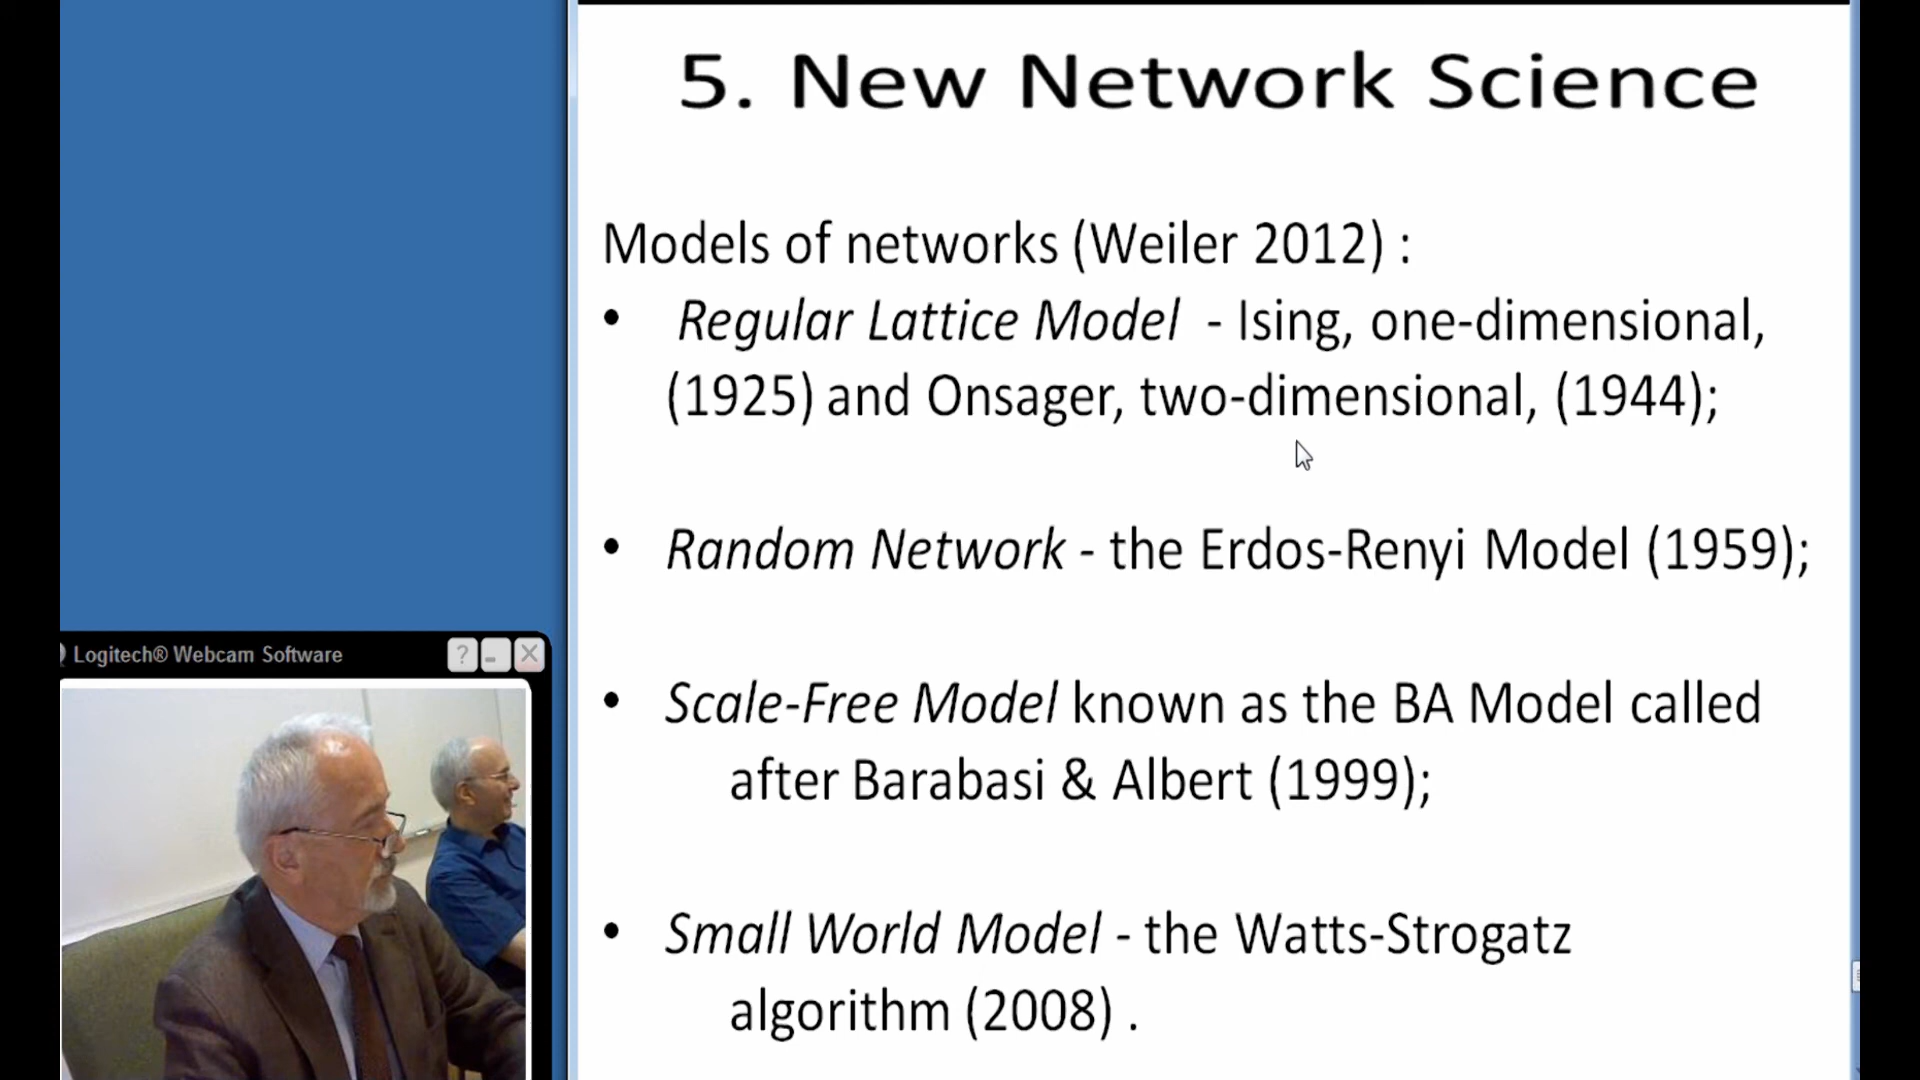 5. New Network Science
Models of networks (Weiler 2012) :
• Regular Lattice Model - Ising, one-dimensional,
(1925) and Onsager, two-dimensional, (1944);
• Random Network - the Erdos-Renyi Model (1959);
• Scale-Free Model known as the BA Model called
after Barabasi & Albert (1999);
• Small World Model - the Watts-Strogatz
algorithm (2008) .
Logitech® Webcam Software